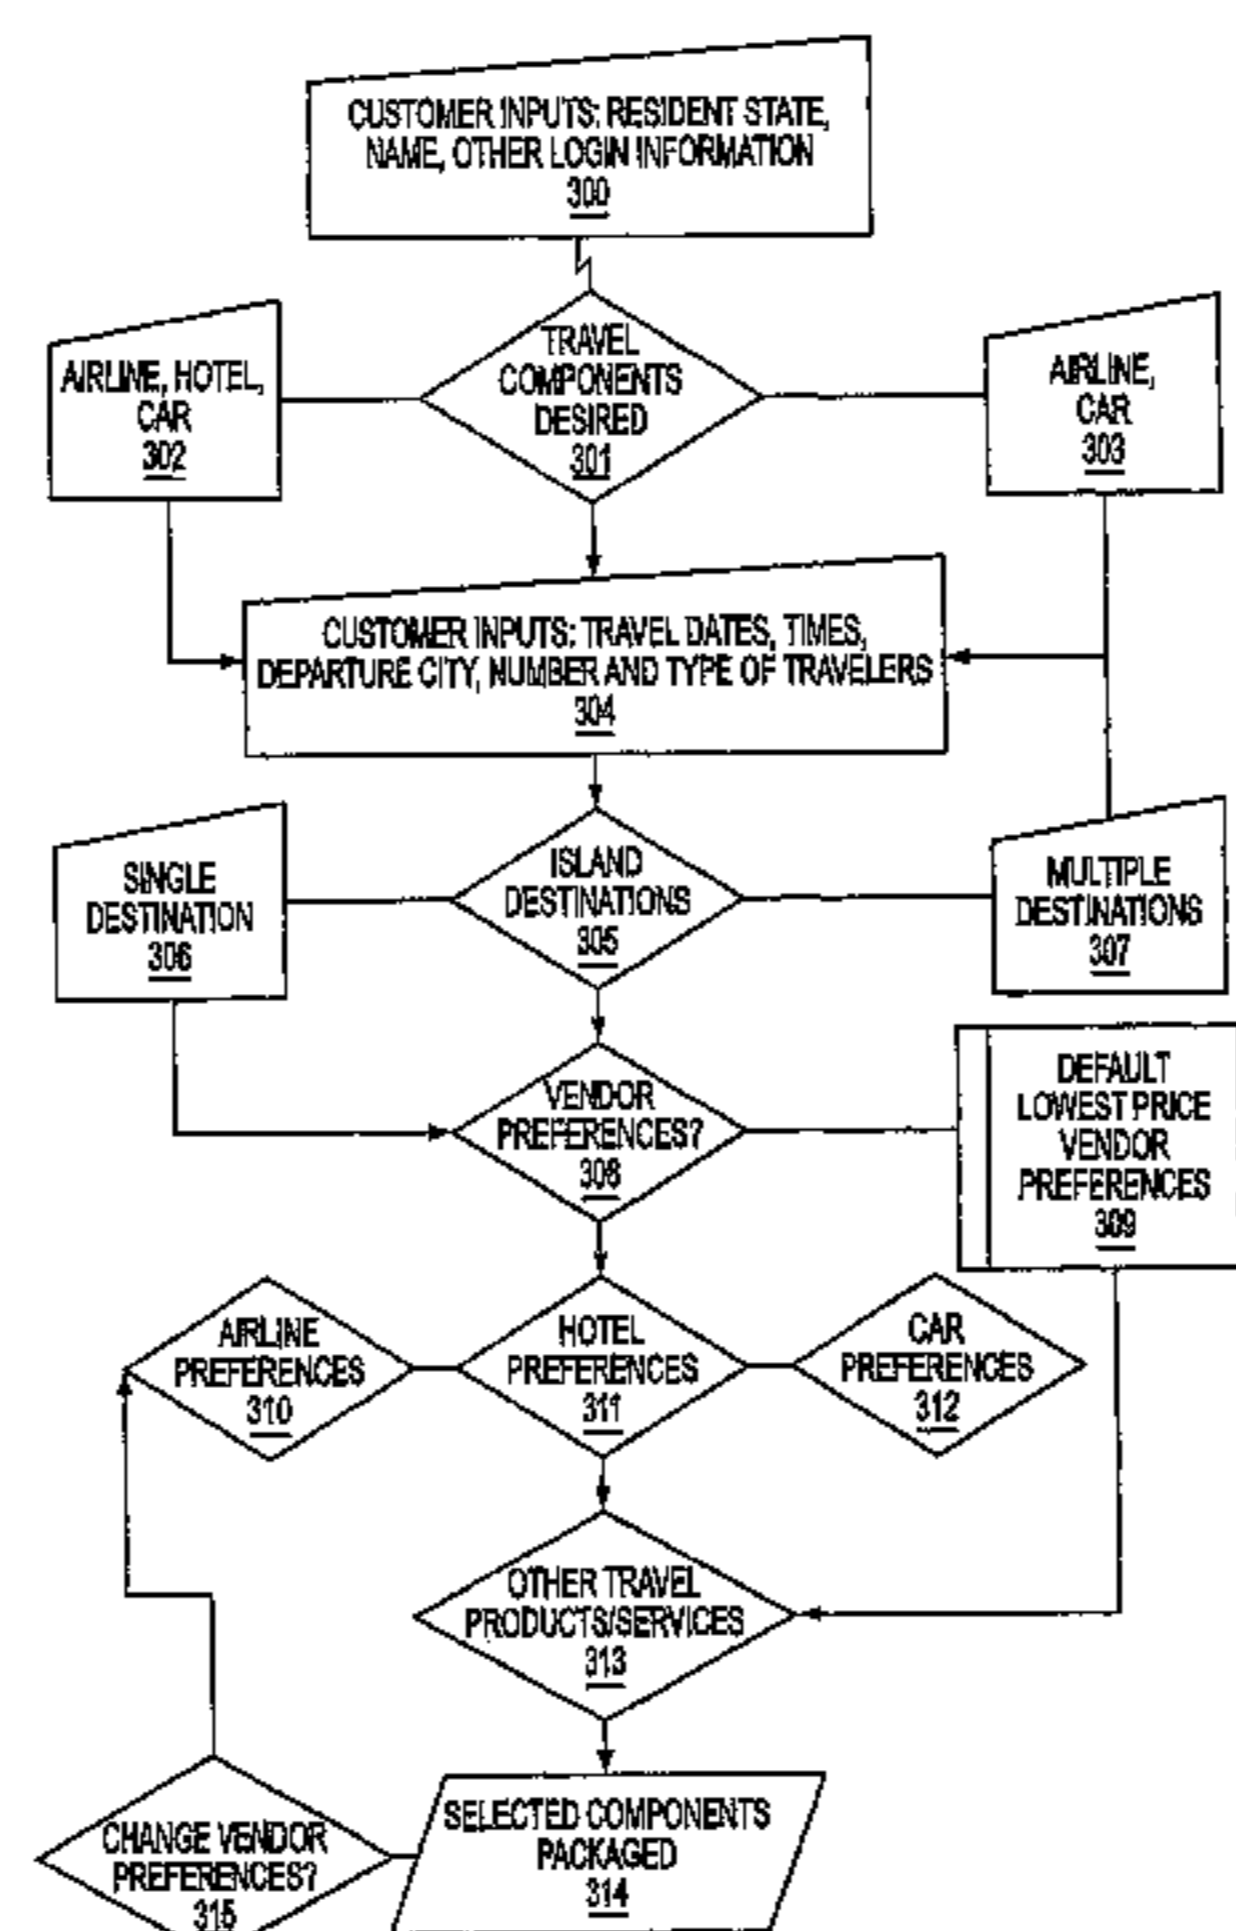 CUSTOMER INPUTS: RESIDENT STATE,
NAME, OTHER LOGIN INFORMATION
300
TRAVEL
COMPONENTS
DESIRED
301
AIRLINE, HOTEL,
CAR
302
AIRLINE,
CAR
303
CUSTOMER INPUTS: TRAVEL DATES, TIMES,
DEPARTURE CITY, NUMBER AND TYPE OF TRAVELERS
304
ISLAND
DESTINATIONS
305
SINGLE
DESTINATION
306
MULTIPLE
DESTINATIONS
307
VENDOR
PREFERENCES?
308
DEFAULT
LOWEST PRICE
VENDOR
PREFERENCES
309
AIRLINE
PREFERENCES
310
HOTEL
PREFERENCES
311
CAR
PREFERENCES
312
OTHER TRAVEL
PRODUCTS/SERVICES
313
CHANGE VENDOR
PREFERENCES?
315
SELECTED COMPONENTS
PACKAGED
314